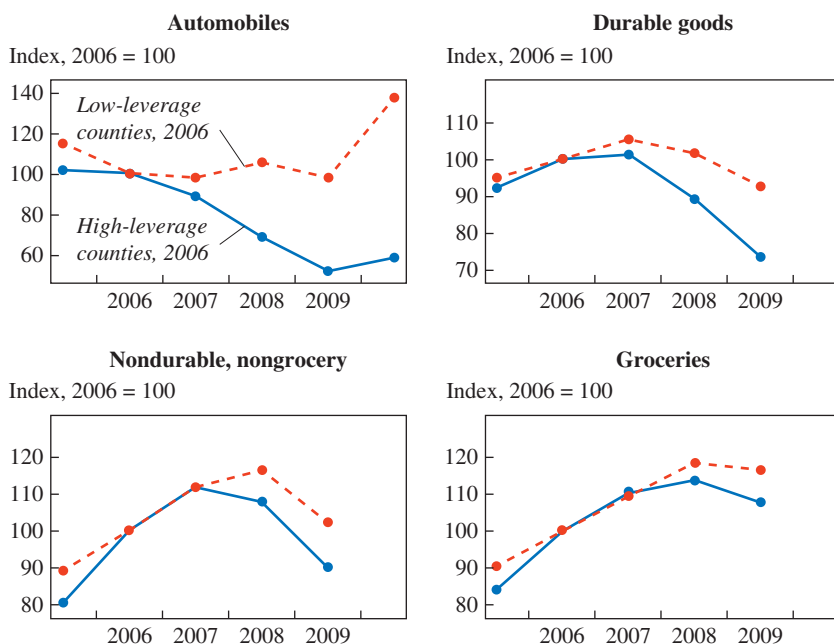 Automobiles
Index, 2006 = 100
140
120
100
80
60
Low-leverage
counties, 2006
High-leverage
counties, 2006
2006 2007 2008 2009
Durable goods
Index, 2006 = 100
110
100
90
80
70
2006 2007 2008 2009
Nondurable, nongrocery
Index, 2006 = 100
120
110
100
90
80
2006 2007 2008 2009
Groceries
Index, 2006 = 100
120
110
100
90
80
2006 2007 2008 2009